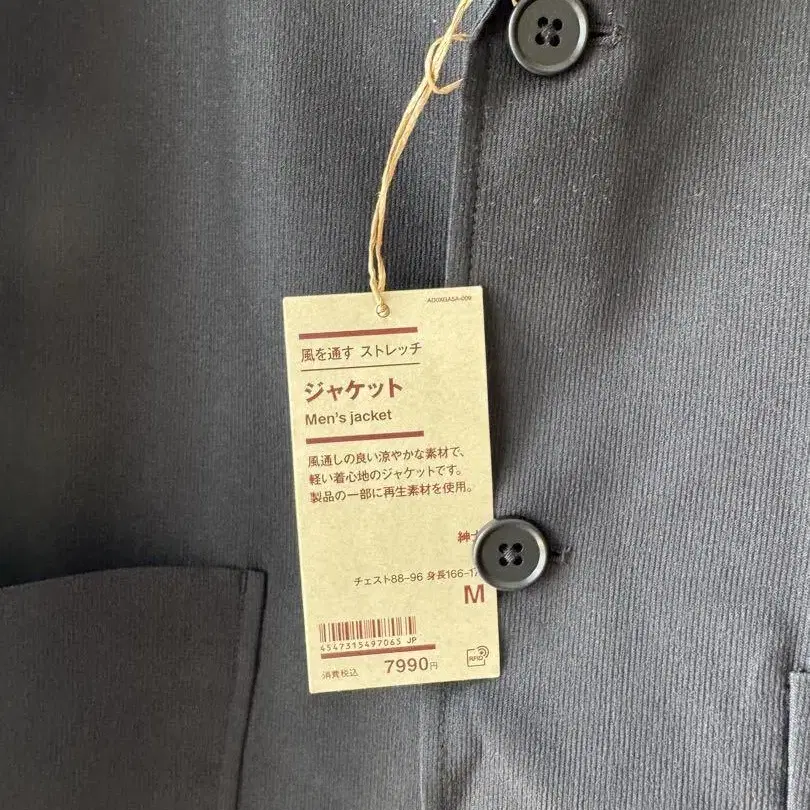 風を通す ストレッチ
ジャケット
Men's jacket
風通しの良い涼やかな素材で、
軽い着心地のジャケットです。
製品の一部に再生素材を使用。
チェスト88–96 身長166–17
M
4547315497065 JP
消費税込 7990円
RFID